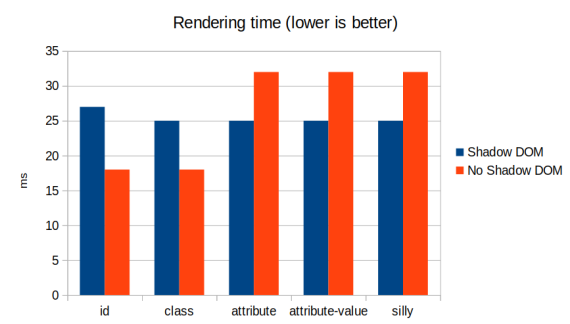 Rendering time (lower is better)
35
30
25
20
15
10
5
0
ms
id class attribute attribute-value silly
Shadow DOM
No Shadow DOM